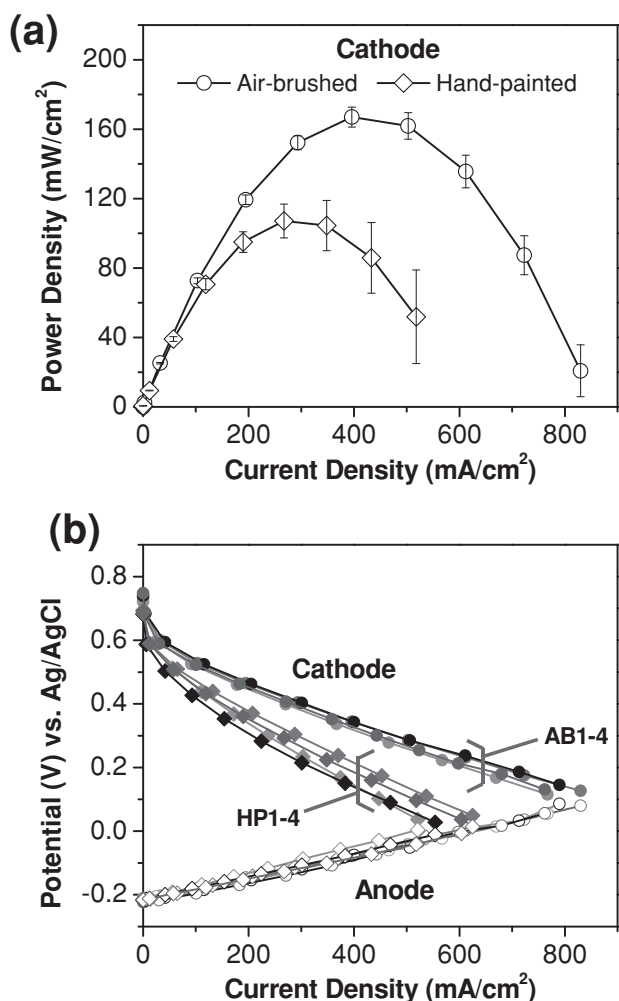 (a)
Cathode
Air-brushed Hand-painted
220
180
160
120
80
40
0
Power Density (mW/cm²)
0 200 400 600 800
Current Density (mA/cm²)
(b)
0.8
0.6
0.4
0.2
0.0
-0.2
Potential (V) vs. Ag/AgCl
Cathode
AB1-4
HP1-4
Anode
0 200 400 600 800
Current Density (mA/cm²)